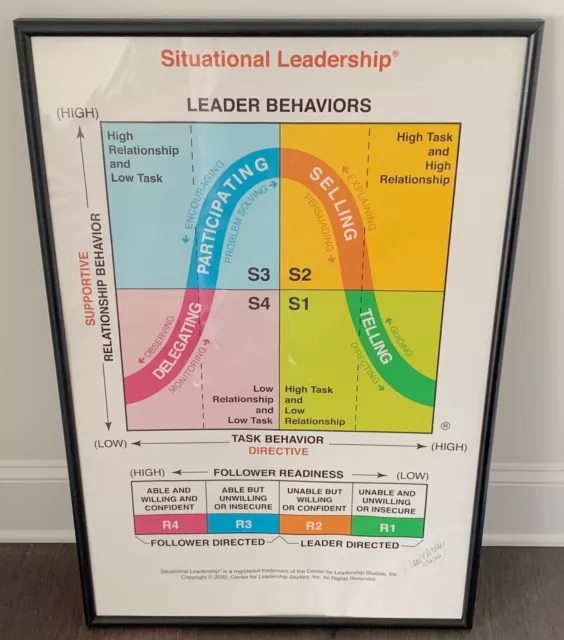 Situational Leadership®
LEADER BEHAVIORS
(HIGH)
High
Relationship
and
Low Task
High Task
and
High
Relationship
ENCOURAGING
PARTICIPATING
PROBLEM SOLVING
EXPLAINING
SELLING
PERSUADING
SUPPORTIVE
RELATIONSHIP BEHAVIOR
S3 S2
S4 S1
OBSERVING
DELEGATING
MONITORING
GUIDING
TELLING
DIRECTING
Low
Relationship
and
Low Task
High Task
and
Low
Relationship
®
(LOW) TASK BEHAVIOR (HIGH)
DIRECTIVE
(HIGH) FOLLOWER READINESS (LOW)
ABLE AND
WILLING AND
CONFIDENT
ABLE BUT
UNWILLING
OR INSECURE
UNABLE BUT
WILLING
OR CONFIDENT
UNABLE AND
UNWILLING
OR INSECURE
R4 R3 R2 R1
FOLLOWER DIRECTED LEADER DIRECTED
Situational Leadership® is a registered trademark of the Center for Leadership Studies, Inc.
Copyright © 2002, Center for Leadership Studies, Inc. All Rights Reserved.